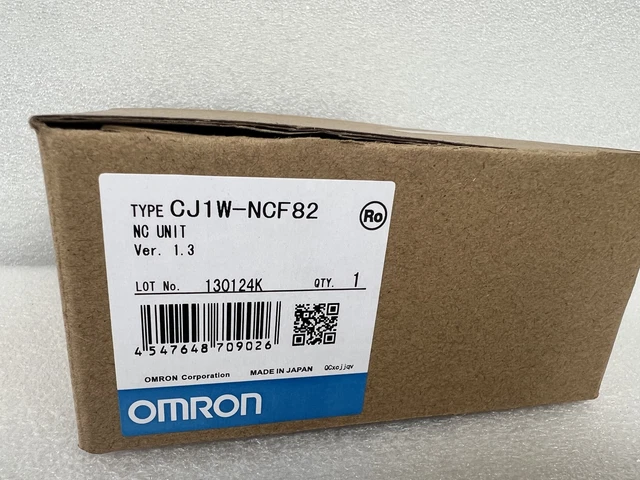 TYPE CJ1W-NCF82
Ro
NC UNIT
Ver. 1.3
LOT No. 130124K QTY. 1
4 547648 709026
OMRON Corporation MADE IN JAPAN QCxcjjqv
OMRON